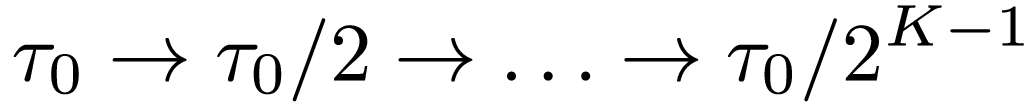 τ₀ → τ₀/2 → … → τ₀/2^{K−1}